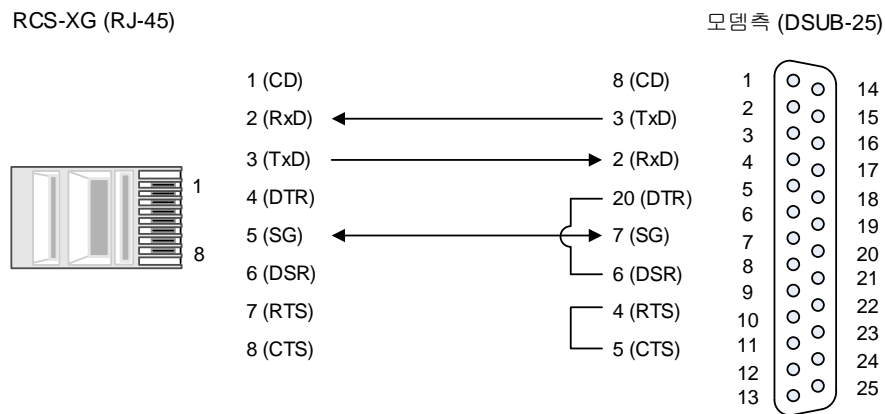 RCS-XG (RJ-45)
모뎀측 (DSUB-25)
1 (CD)
2 (RxD)
3 (TxD)
4 (DTR)
5 (SG)
6 (DSR)
7 (RTS)
8 (CTS)
1
8
8 (CD)
3 (TxD)
2 (RxD)
20 (DTR)
7 (SG)
6 (DSR)
4 (RTS)
5 (CTS)
1
2
3
4
5
6
7
8
9
10
11
12
13
14
15
16
17
18
19
20
21
22
23
24
25